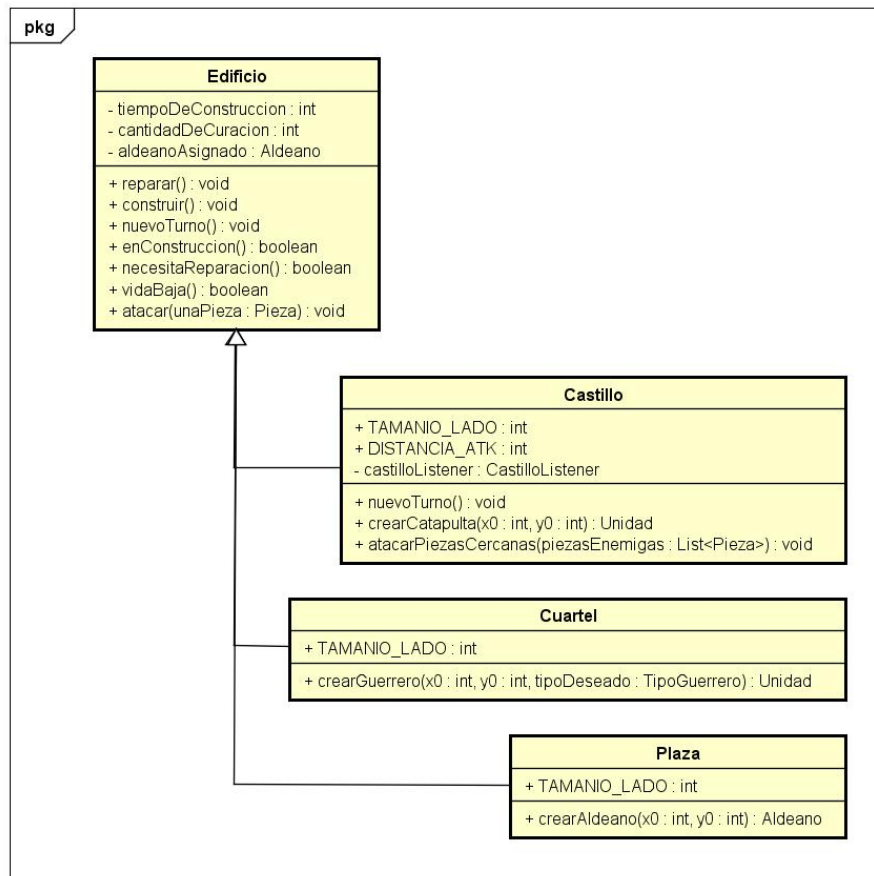 pkg
Edificio
- tiempoDeConstruccion : int
- cantidadDeCuracion : int
- aldeanoAsignado : Aldeano
+ reparar() : void
+ construir() : void
+ nuevoTurno() : void
+ enConstruccion() : boolean
+ necesitaReparacion() : boolean
+ vidaBaja() : boolean
+ atacar(unaPieza : Pieza) : void
Castillo
+ TAMANIO_LADO : int
+ DISTANCIA_ATK : int
- castilloListener : CastilloListener
+ nuevoTurno() : void
+ crearCatapulta(x0 : int, y0 : int) : Unidad
+ atacarPiezasCercanas(piezasEnemigas : List<Pieza>) : void
Cuartel
+ TAMANIO_LADO : int
+ crearGuerrero(x0 : int, y0 : int, tipoDeseado : TipoGuerrero) : Unidad
Plaza
+ TAMANIO_LADO : int
+ crearAldeano(x0 : int, y0 : int) : Aldeano